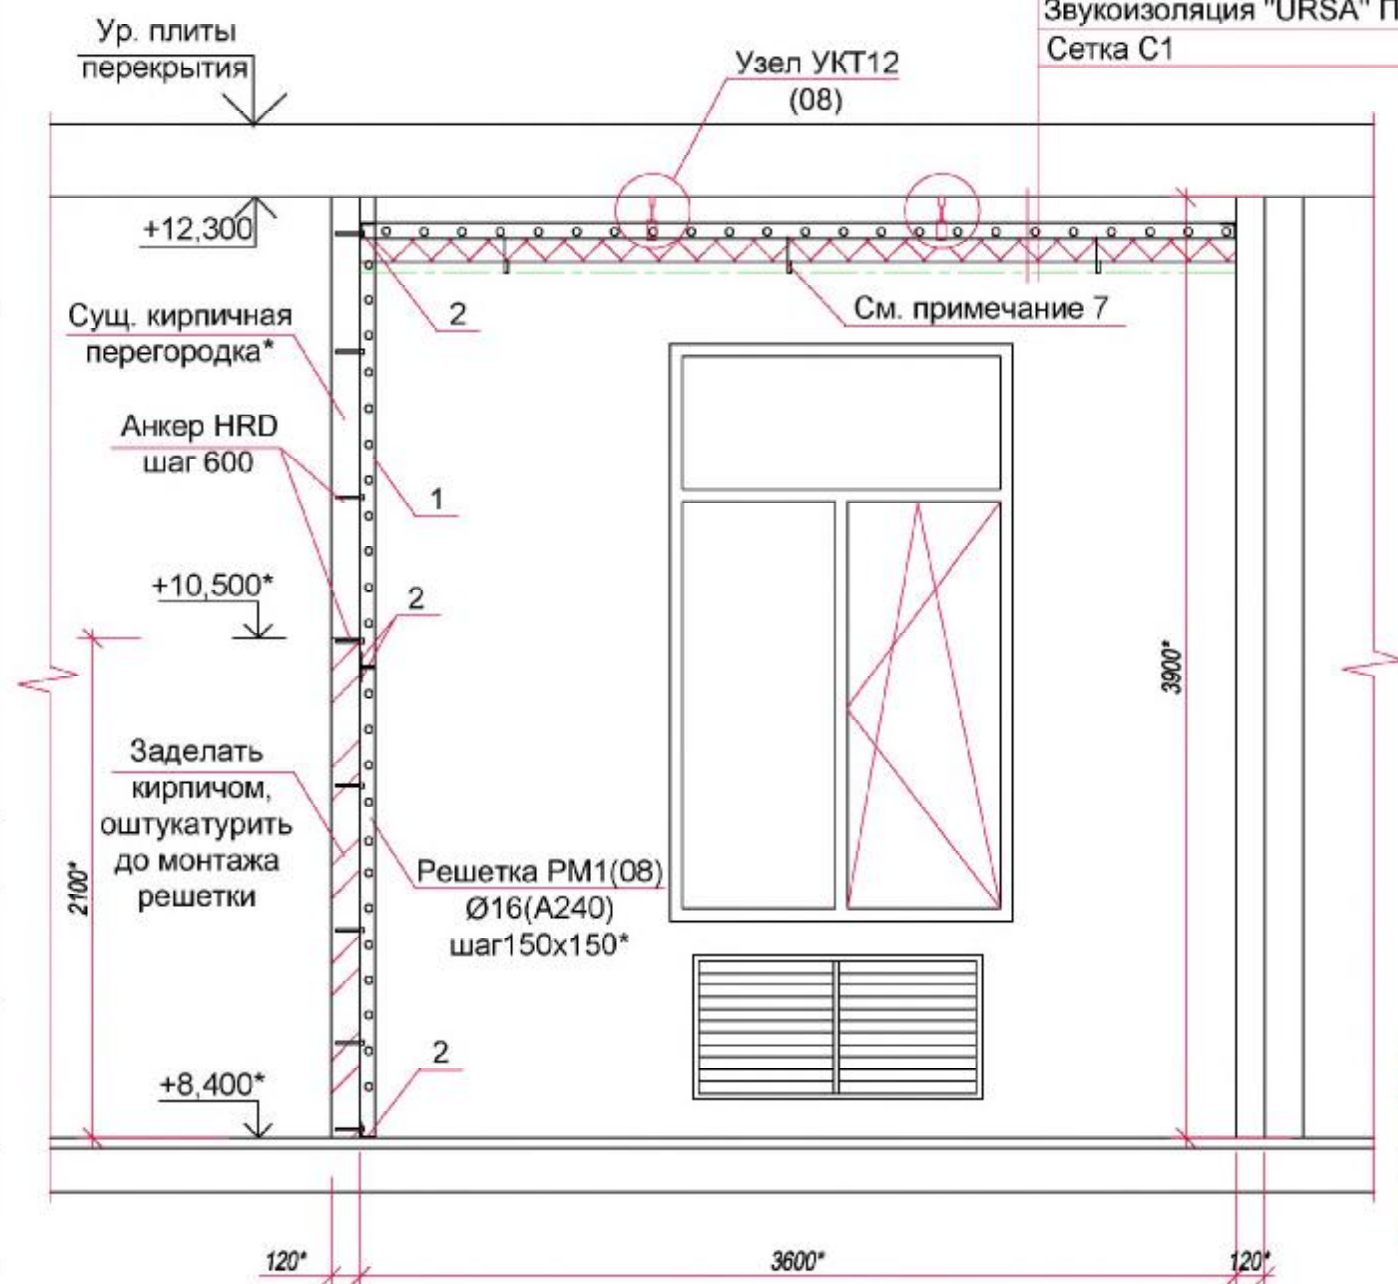 Звукоизоляция "URSA" П
Сетка С1
Ур. плиты
перекрытия
Узел УКТ12
(08)
+12,300
2
См. примечание 7
Сущ. кирпичная
перегородка*
Анкер HRD
шаг 600
1
+10,500*
2
3900*
Заделать
кирпичом,
оштукатурить
до монтажа
решетки
2100*
Решетка РМ1(08)
Ø16(А240)
шаг150х150*
2
+8,400*
120*
3600*
120*